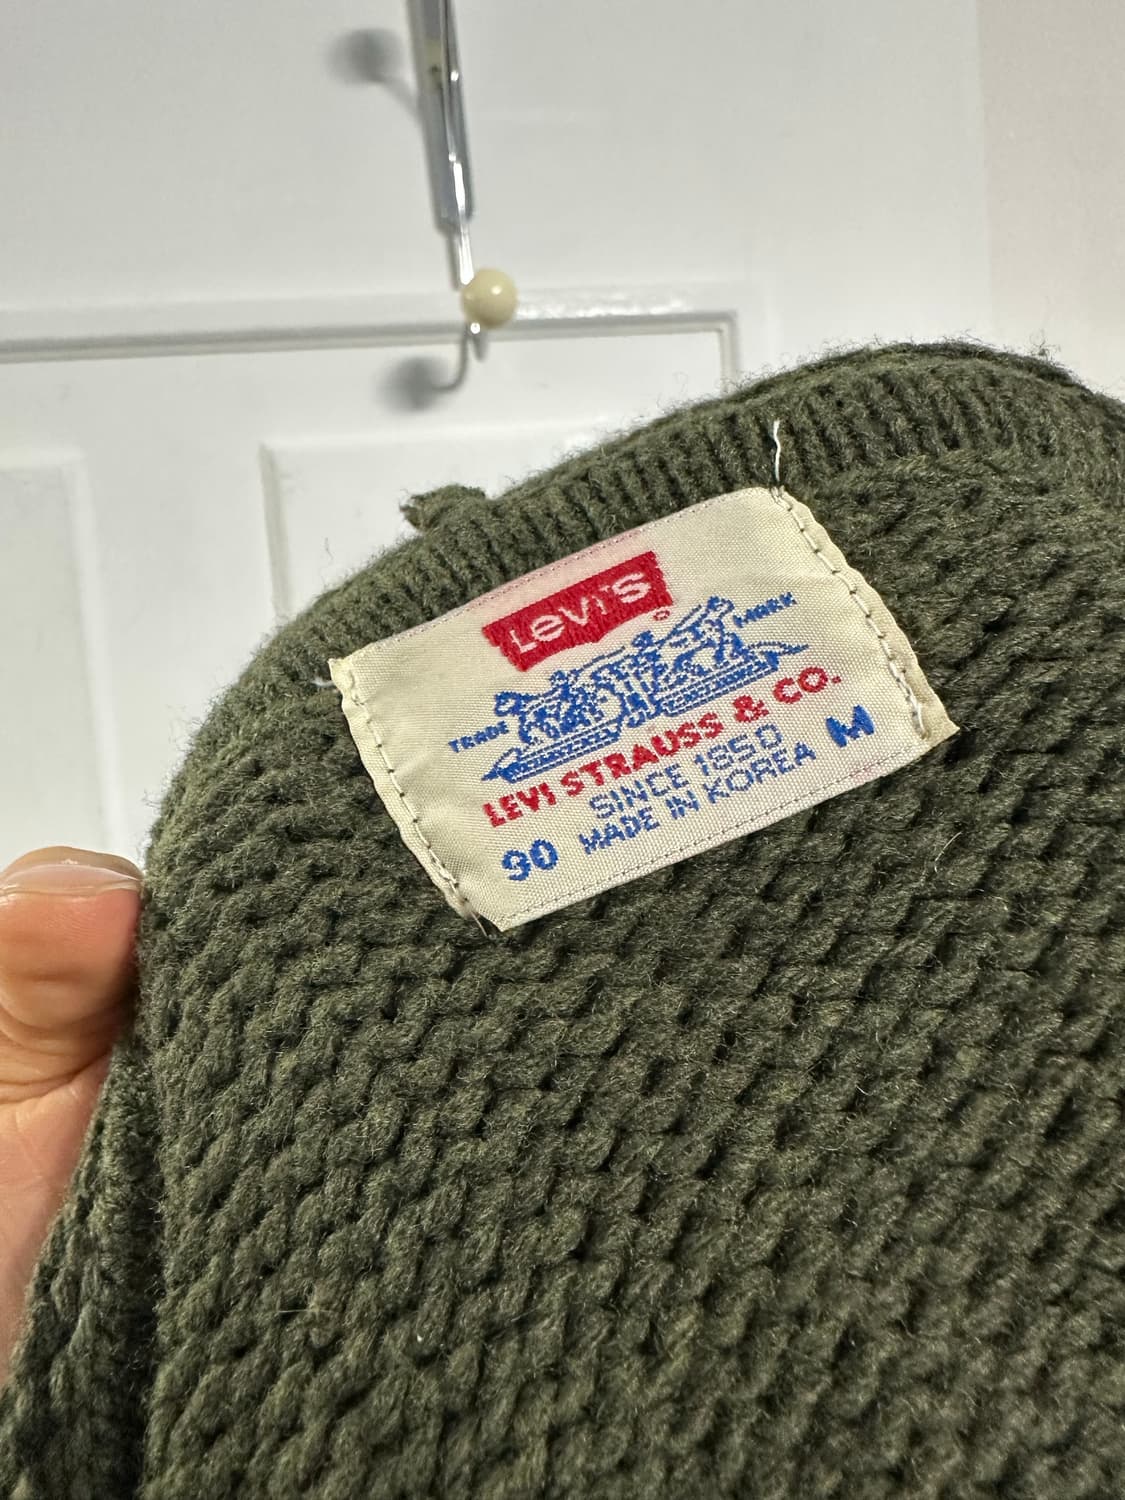 Levi's
®
TRADE MARK
LEVI STRAUSS & CO.
SINCE 1850
90 MADE IN KOREA M